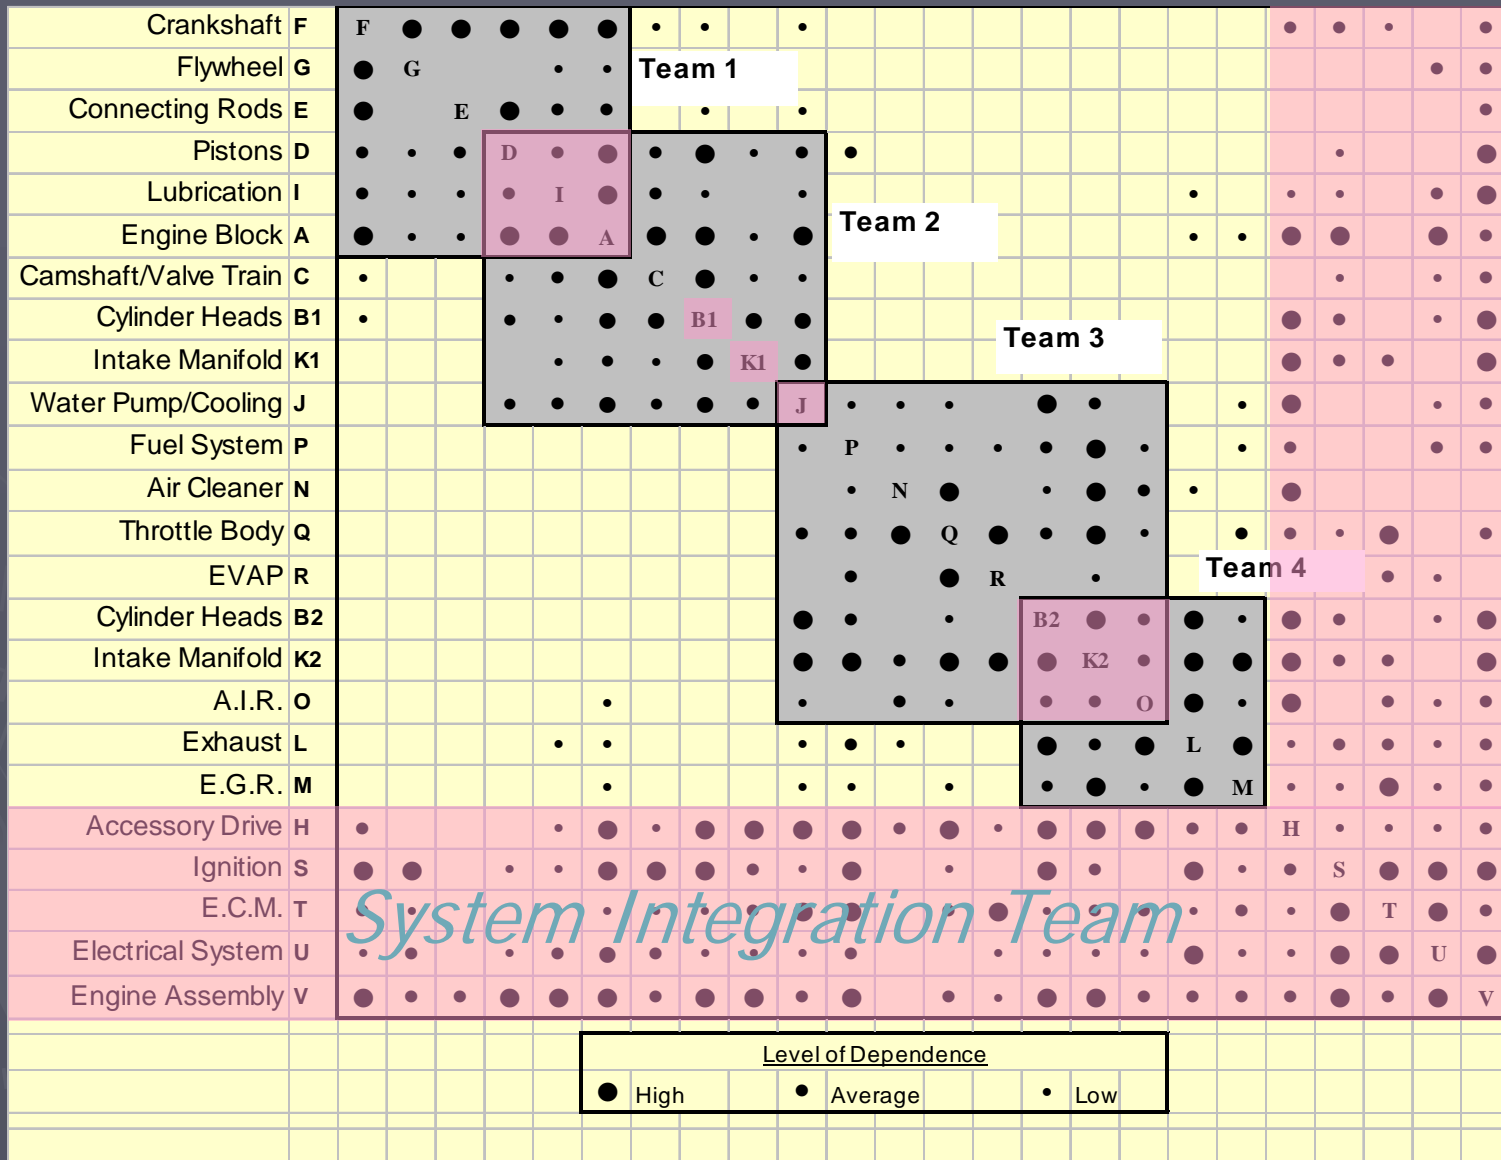 Crankshaft F F
Flywheel G G
Team 1
Connecting Rods E E
Pistons D D
Lubrication I I
Team 2
Engine Block A A
Camshaft/Valve Train C C
Cylinder Heads B1 B1
Team 3
Intake Manifold K1 K1
Water Pump/Cooling J J
Fuel System P P
Air Cleaner N N
Throttle Body Q Q
Team 4
EVAP R R
Cylinder Heads B2 B2
Intake Manifold K2 K2
A.I.R. O O
Exhaust L L
E.G.R. M M
Accessory Drive H H
Ignition S S
E.C.M. T T
System Integration Team
Electrical System U U
Engine Assembly V V
Level of Dependence
High Average Low